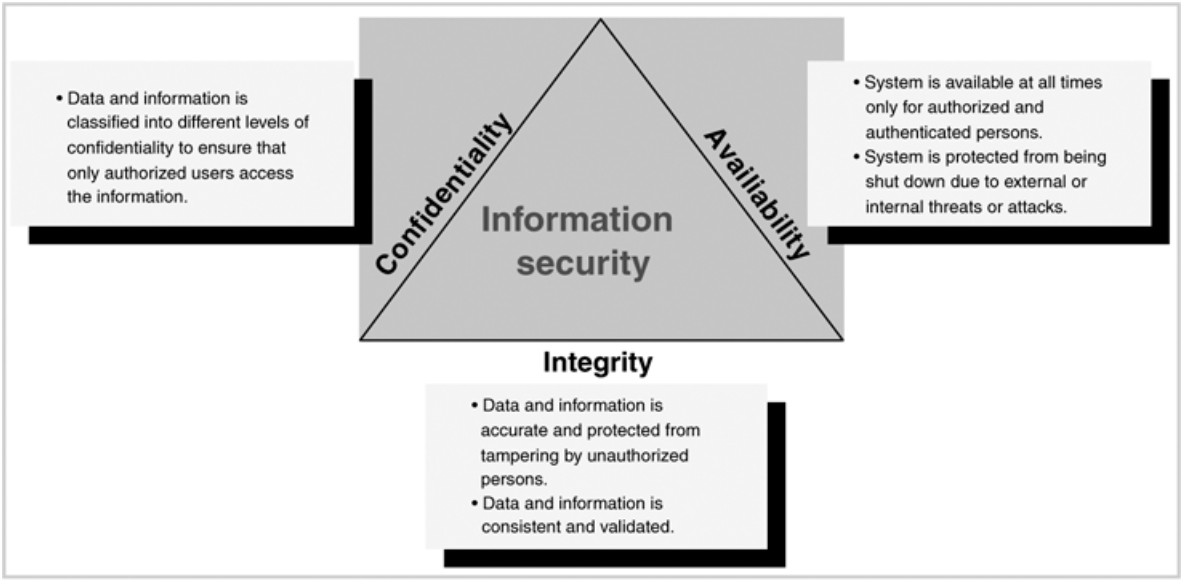 • Data and information is
classified into different levels of
confidentiality to ensure that
only authorized users access
the information.
Confidentiality
Information
security
Availiability
• System is available at all times
only for authorized and
authenticated persons.
• System is protected from being
shut down due to external or
internal threats or attacks.
Integrity
• Data and information is
accurate and protected from
tampering by unauthorized
persons.
• Data and information is
consistent and validated.